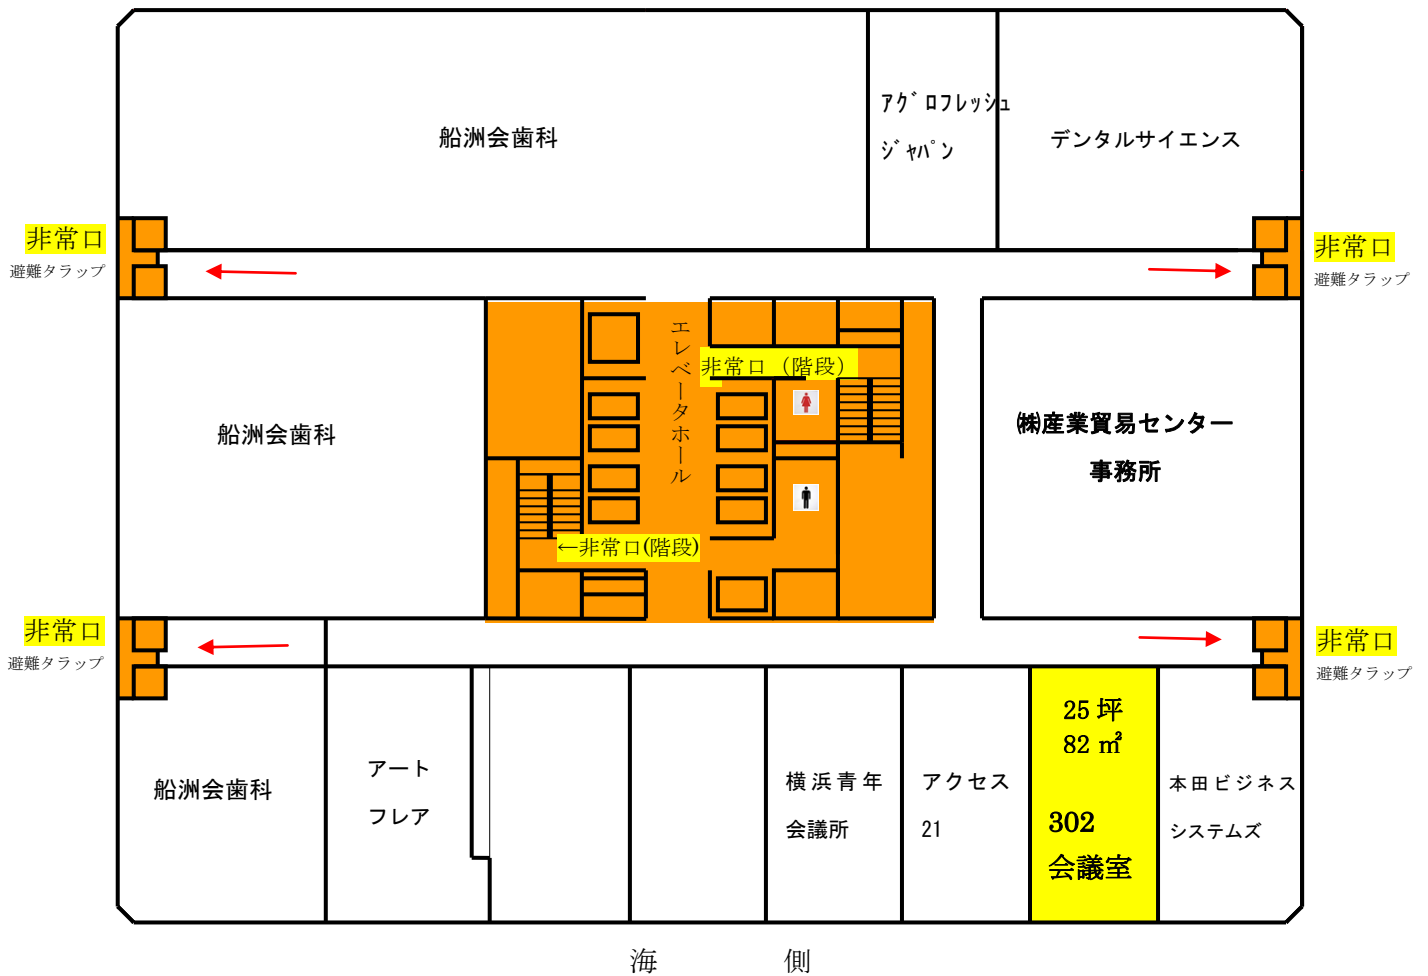 船洲会歯科
ｱｸﾞﾛﾌﾚｯｼｭ
ｼﾞｬﾊﾟﾝ
デンタルサイエンス
非常口
避難タラップ
非常口
避難タラップ
エレベータホール
非常口（階段）
船洲会歯科
㈱産業貿易センター
事務所
←非常口(階段)
非常口
避難タラップ
非常口
避難タラップ
船洲会歯科
アート
フレア
横浜青年
会議所
アクセス
21
25 坪
82 ㎡
302
会議室
本田ビジネス
システムズ
海 側